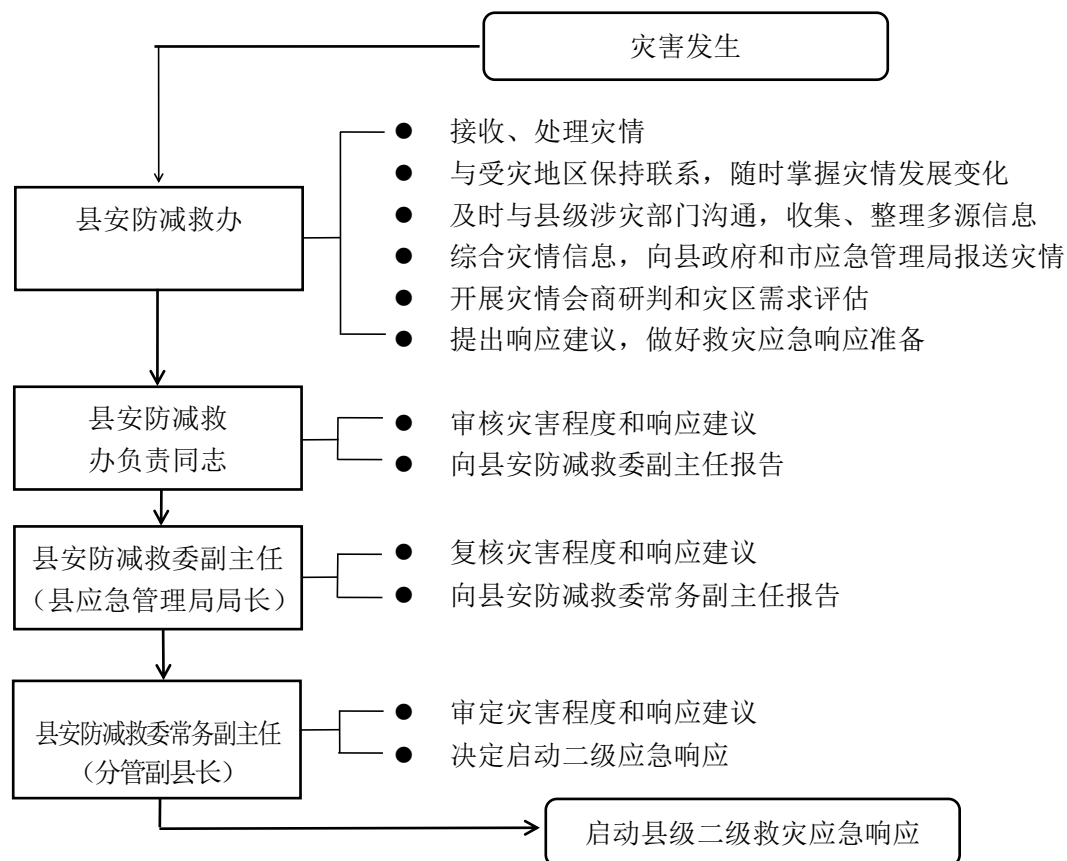 灾害发生
县安防减救办
● 接收、处理灾情
● 与受灾地区保持联系，随时掌握灾情发展变化
● 及时与县级涉灾部门沟通，收集、整理多源信息
● 综合灾情信息，向县政府和市应急管理局报送灾情
● 开展灾情会商研判和灾区需求评估
● 提出响应建议，做好救灾应急响应准备
县安防减救
办负责同志
● 审核灾害程度和响应建议
● 向县安防减救委副主任报告
县安防减救委副主任
（县应急管理局局长）
● 复核灾害程度和响应建议
● 向县安防减救委常务副主任报告
县安防减救委常务副主任
（分管副县长）
● 审定灾害程度和响应建议
● 决定启动二级应急响应
启动县级二级救灾应急响应